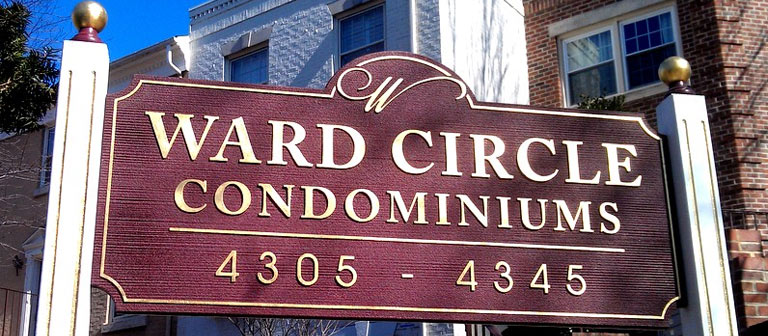 W
WARD CIRCLE
CONDOMINIUMS
4305 - 4345